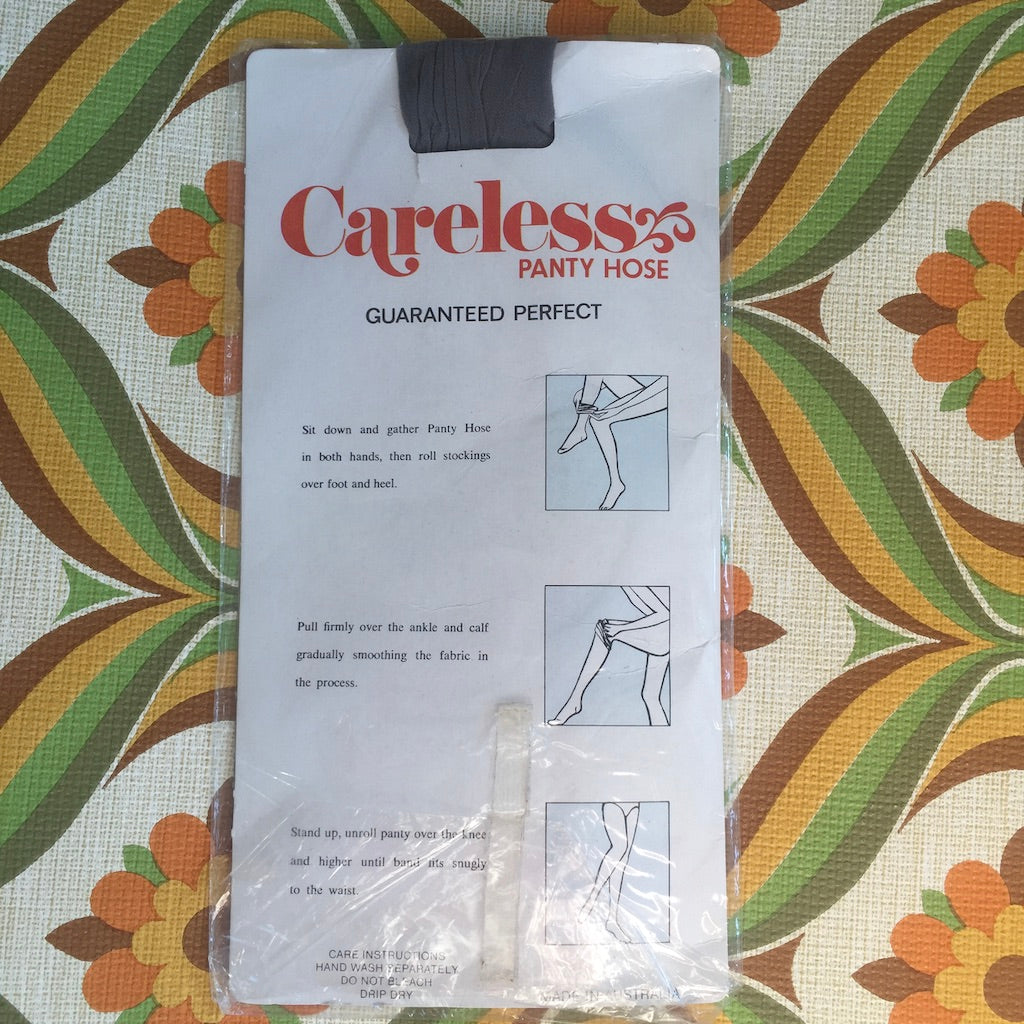 Careless
PANTY HOSE
GUARANTEED PERFECT
Sit down and gather Panty Hose
in both hands, then roll stockings
over foot and heel.
Pull firmly over the ankle and calf
gradually smoothing the fabric in
the process.
Stand up, unroll panty over the knee
and higher until band fits snugly
to the waist.
CARE INSTRUCTIONS
HAND WASH SEPARATELY
DO NOT BLEACH
DRIP DRY
MADE IN AUSTRALIA